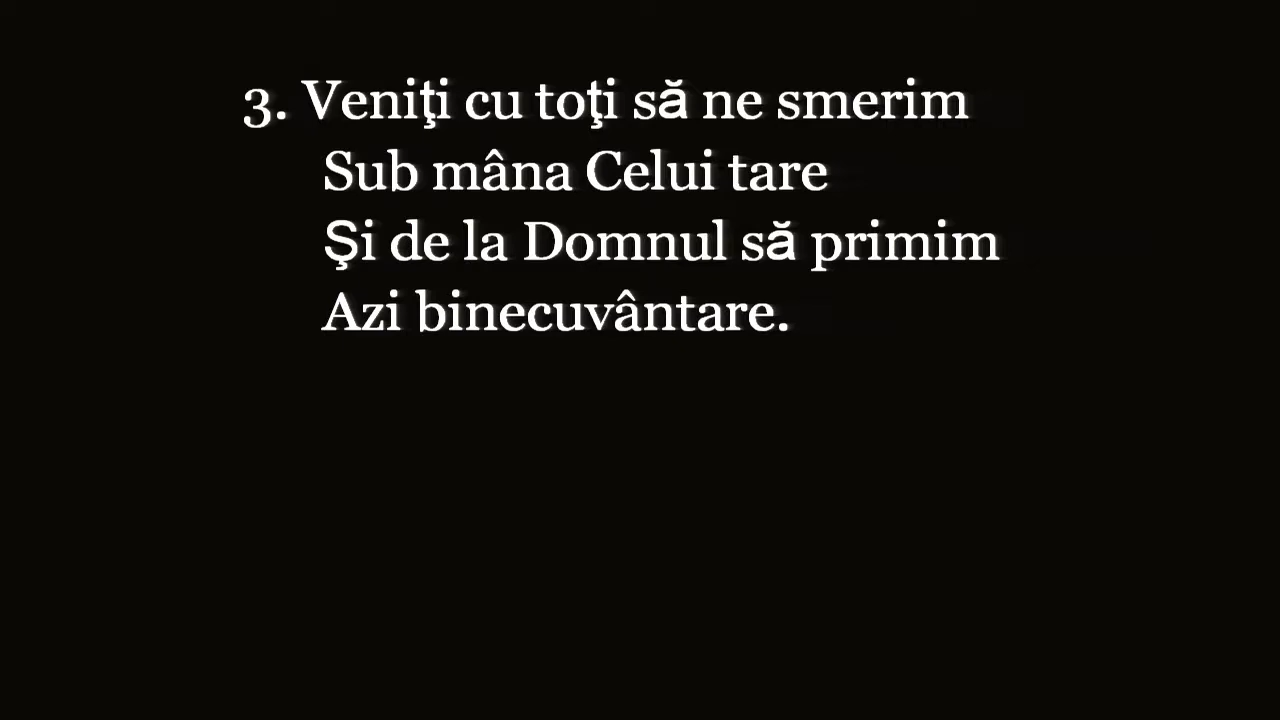 3. Veniţi cu toţi să ne smerim
Sub mâna Celui tare
Şi de la Domnul să primim
Azi binecuvântare.